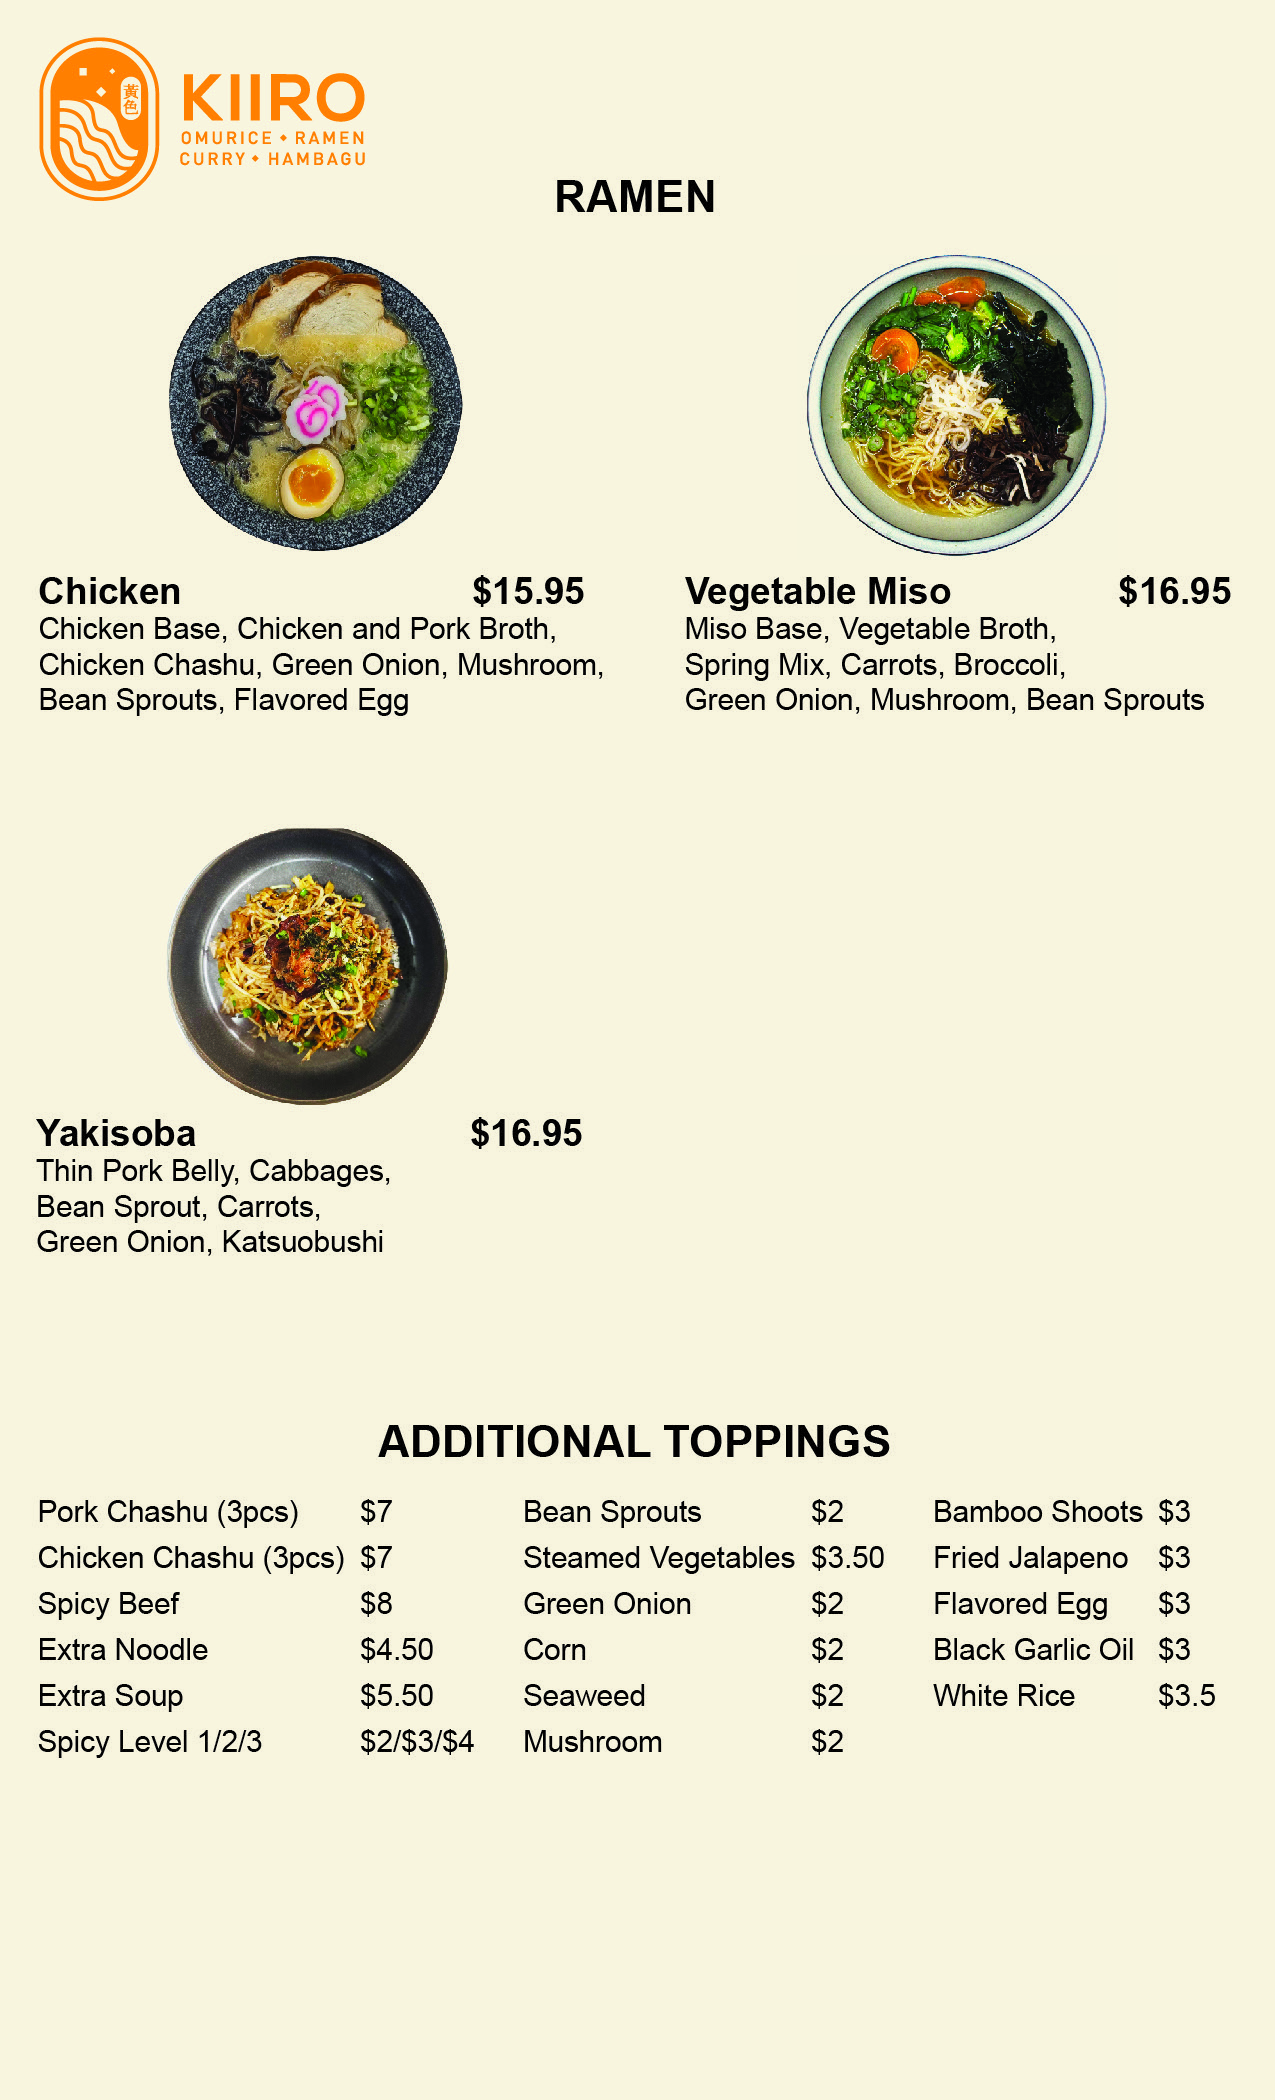 黃色
KIIRO
OMURICE • RAMEN
CURRY • HAMBAGU
RAMEN
Chicken $15.95
Chicken Base, Chicken and Pork Broth,
Chicken Chashu, Green Onion, Mushroom,
Bean Sprouts, Flavored Egg
Vegetable Miso $16.95
Miso Base, Vegetable Broth,
Spring Mix, Carrots, Broccoli,
Green Onion, Mushroom, Bean Sprouts
Yakisoba $16.95
Thin Pork Belly, Cabbages,
Bean Sprout, Carrots,
Green Onion, Katsuobushi
ADDITIONAL TOPPINGS
Pork Chashu (3pcs) $7
Chicken Chashu (3pcs) $7
Spicy Beef $8
Extra Noodle $4.50
Extra Soup $5.50
Spicy Level 1/2/3 $2/$3/$4
Bean Sprouts $2
Steamed Vegetables $3.50
Green Onion $2
Corn $2
Seaweed $2
Mushroom $2
Bamboo Shoots $3
Fried Jalapeno $3
Flavored Egg $3
Black Garlic Oil $3
White Rice $3.5